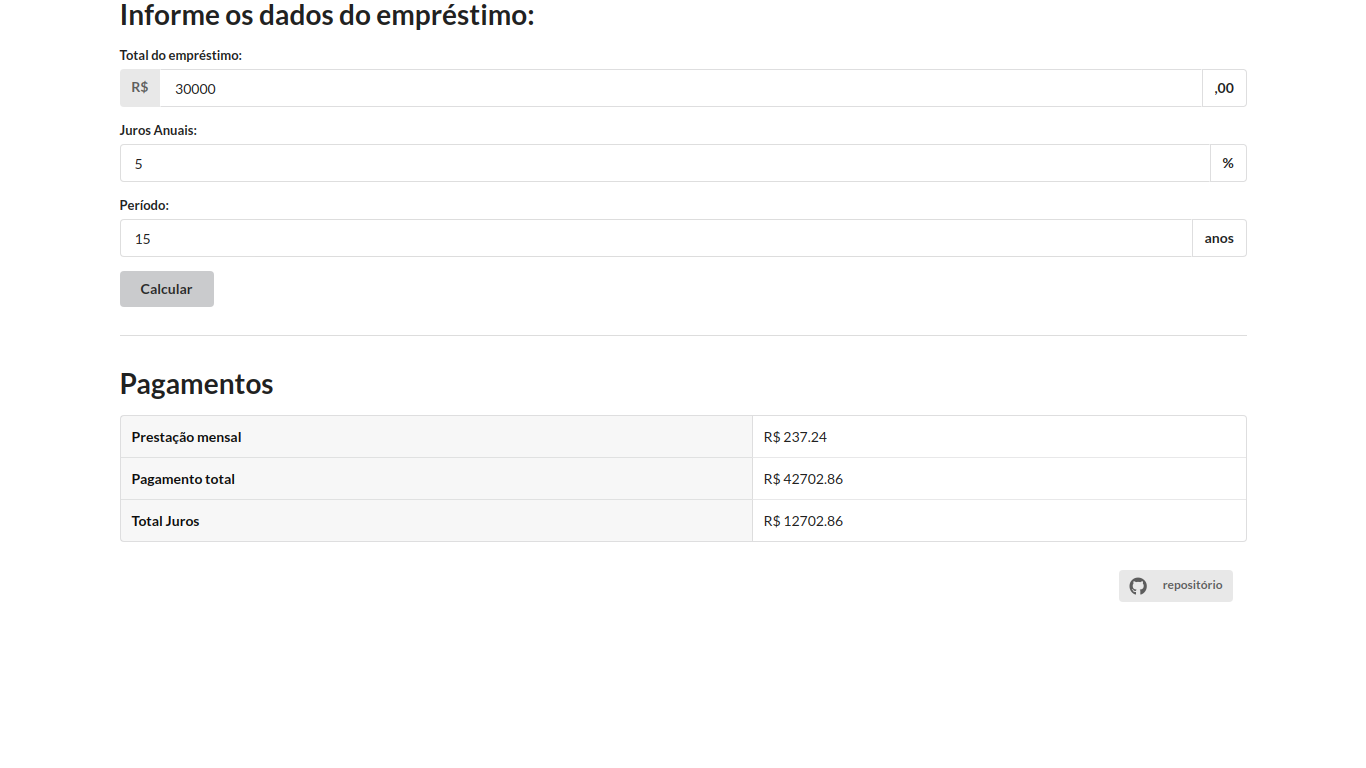 Informe os dados do empréstimo:
Total do empréstimo:
R$ 30000 ,00
Juros Anuais:
5 %
Período:
15 anos
Calcular
Pagamentos
Prestação mensal R$ 237.24
Pagamento total R$ 42702.86
Total Juros R$ 12702.86
repositório